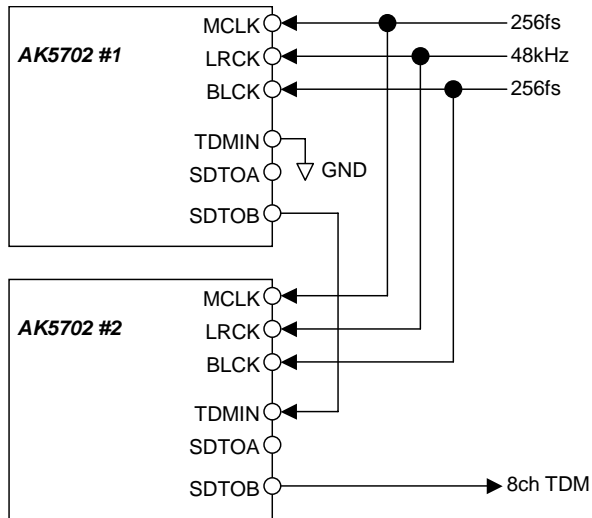 MCLK 256fs
AK5702 #1 LRCK 48kHz
BLCK 256fs
TDMIN
SDTOA GND
SDTOB
MCLK
AK5702 #2 LRCK
BLCK
TDMIN
SDTOA
SDTOB 8ch TDM